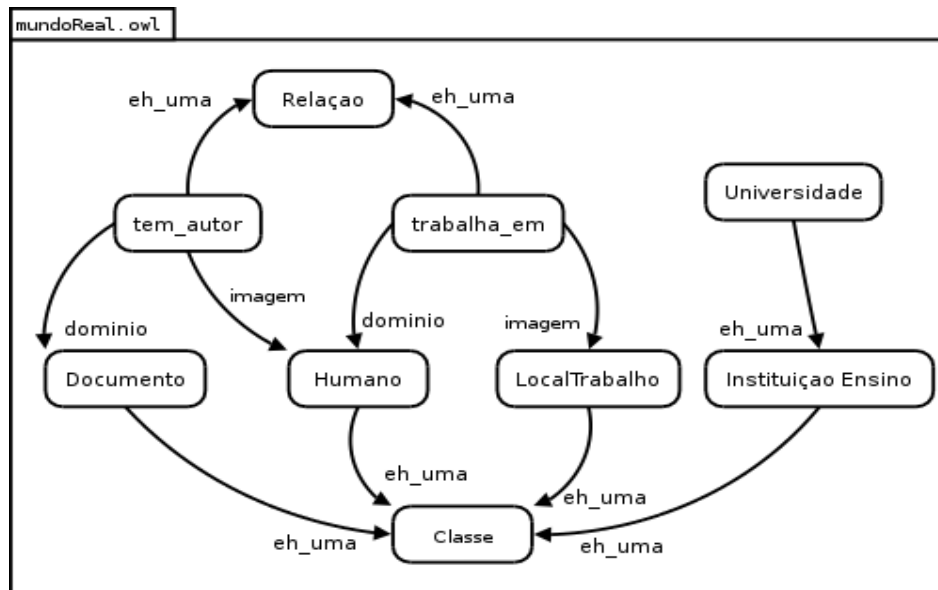 mundoReal.owl
eh_uma
Relaçao
eh_uma
Universidade
tem_autor
trabalha_em
imagem
dominio
dominio
imagem
eh_uma
Documento
Humano
LocalTrabalho
Instituiçao Ensino
eh_uma
eh_uma
eh_uma
Classe
eh_uma